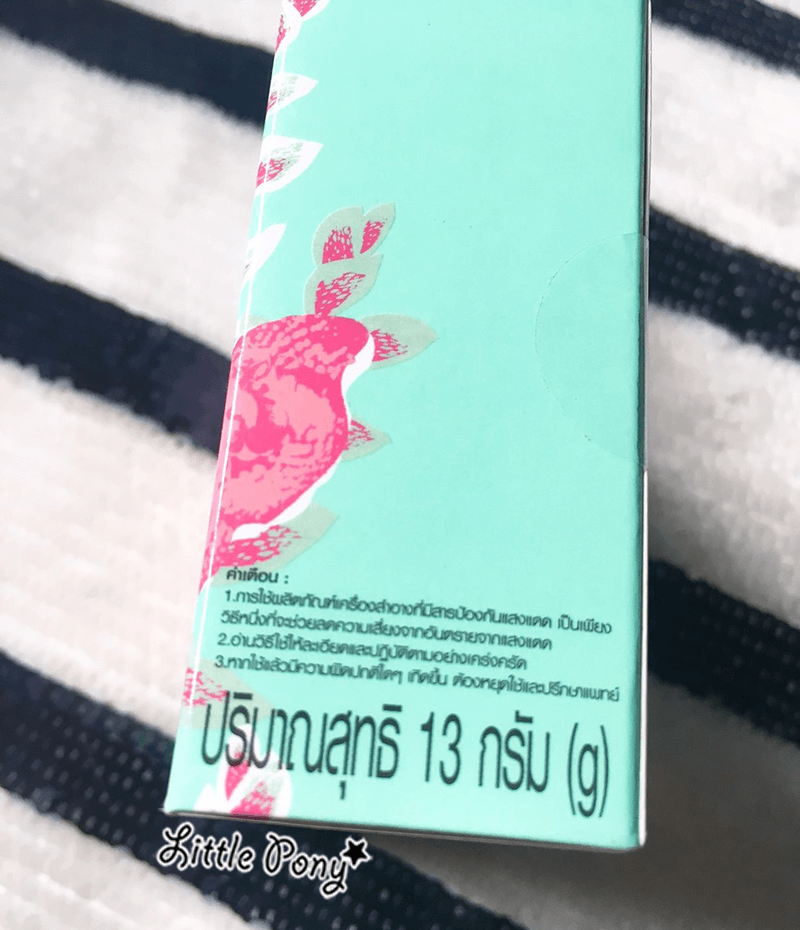 คำเตือน :
1.การใช้ผลิตภัณฑ์เครื่องสำอางที่มีสารป้องกันแสงแดด เป็นเพียง
วิธีหนึ่งที่จะช่วยลดความเสี่ยงจากอันตรายจากแสงแดด
2.อ่านวิธีใช้ให้ละเอียดและปฏิบัติตามอย่างเคร่งครัด
3.หากใช้แล้วมีความผิดปกติใดๆ เกิดขึ้น ต้องหยุดใช้และปรึกษาแพทย์
ปริมาณสุทธิ 13 กรัม (g)
Little Pony